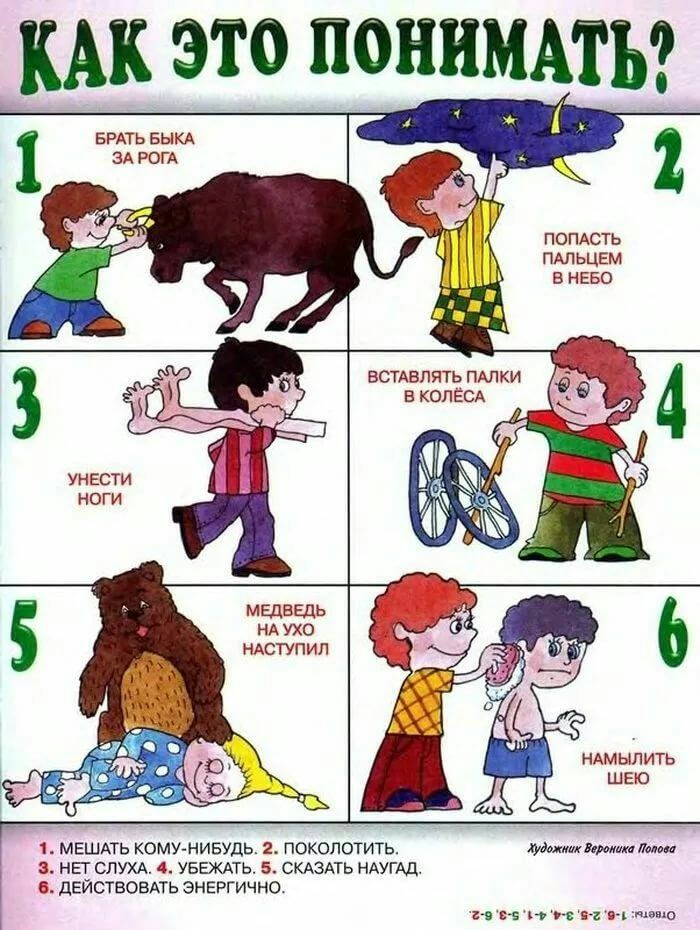 КАК ЭТО ПОНИМАТЬ?
1
БРАТЬ БЫКА
ЗА РОГА
2
ПОПАСТЬ
ПАЛЬЦЕМ
В НЕБО
3
УНЕСТИ
НОГИ
ВСТАВЛЯТЬ ПАЛКИ
В КОЛЁСА
4
5
МЕДВЕДЬ
НА УХО
НАСТУПИЛ
6
НАМЫЛИТЬ
ШЕЮ
1. МЕШАТЬ КОМУ-НИБУДЬ. 2. ПОКОЛОТИТЬ.
3. НЕТ СЛУХА. 4. УБЕЖАТЬ. 5. СКАЗАТЬ НАУГАД.
6. ДЕЙСТВОВАТЬ ЭНЕРГИЧНО.
Художник Вероника Попова
Ответы: 1-6, 2-5, 3-4, 4-1, 5-3, 6-2.